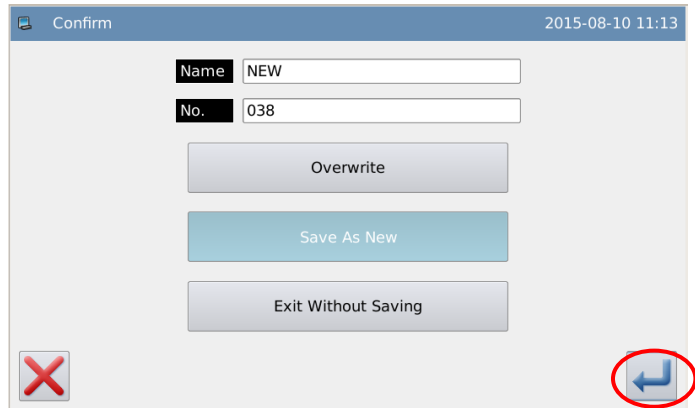 Confirm 2015-08-10 11:13
Name NEW
No. 038
Overwrite
Save As New
Exit Without Saving